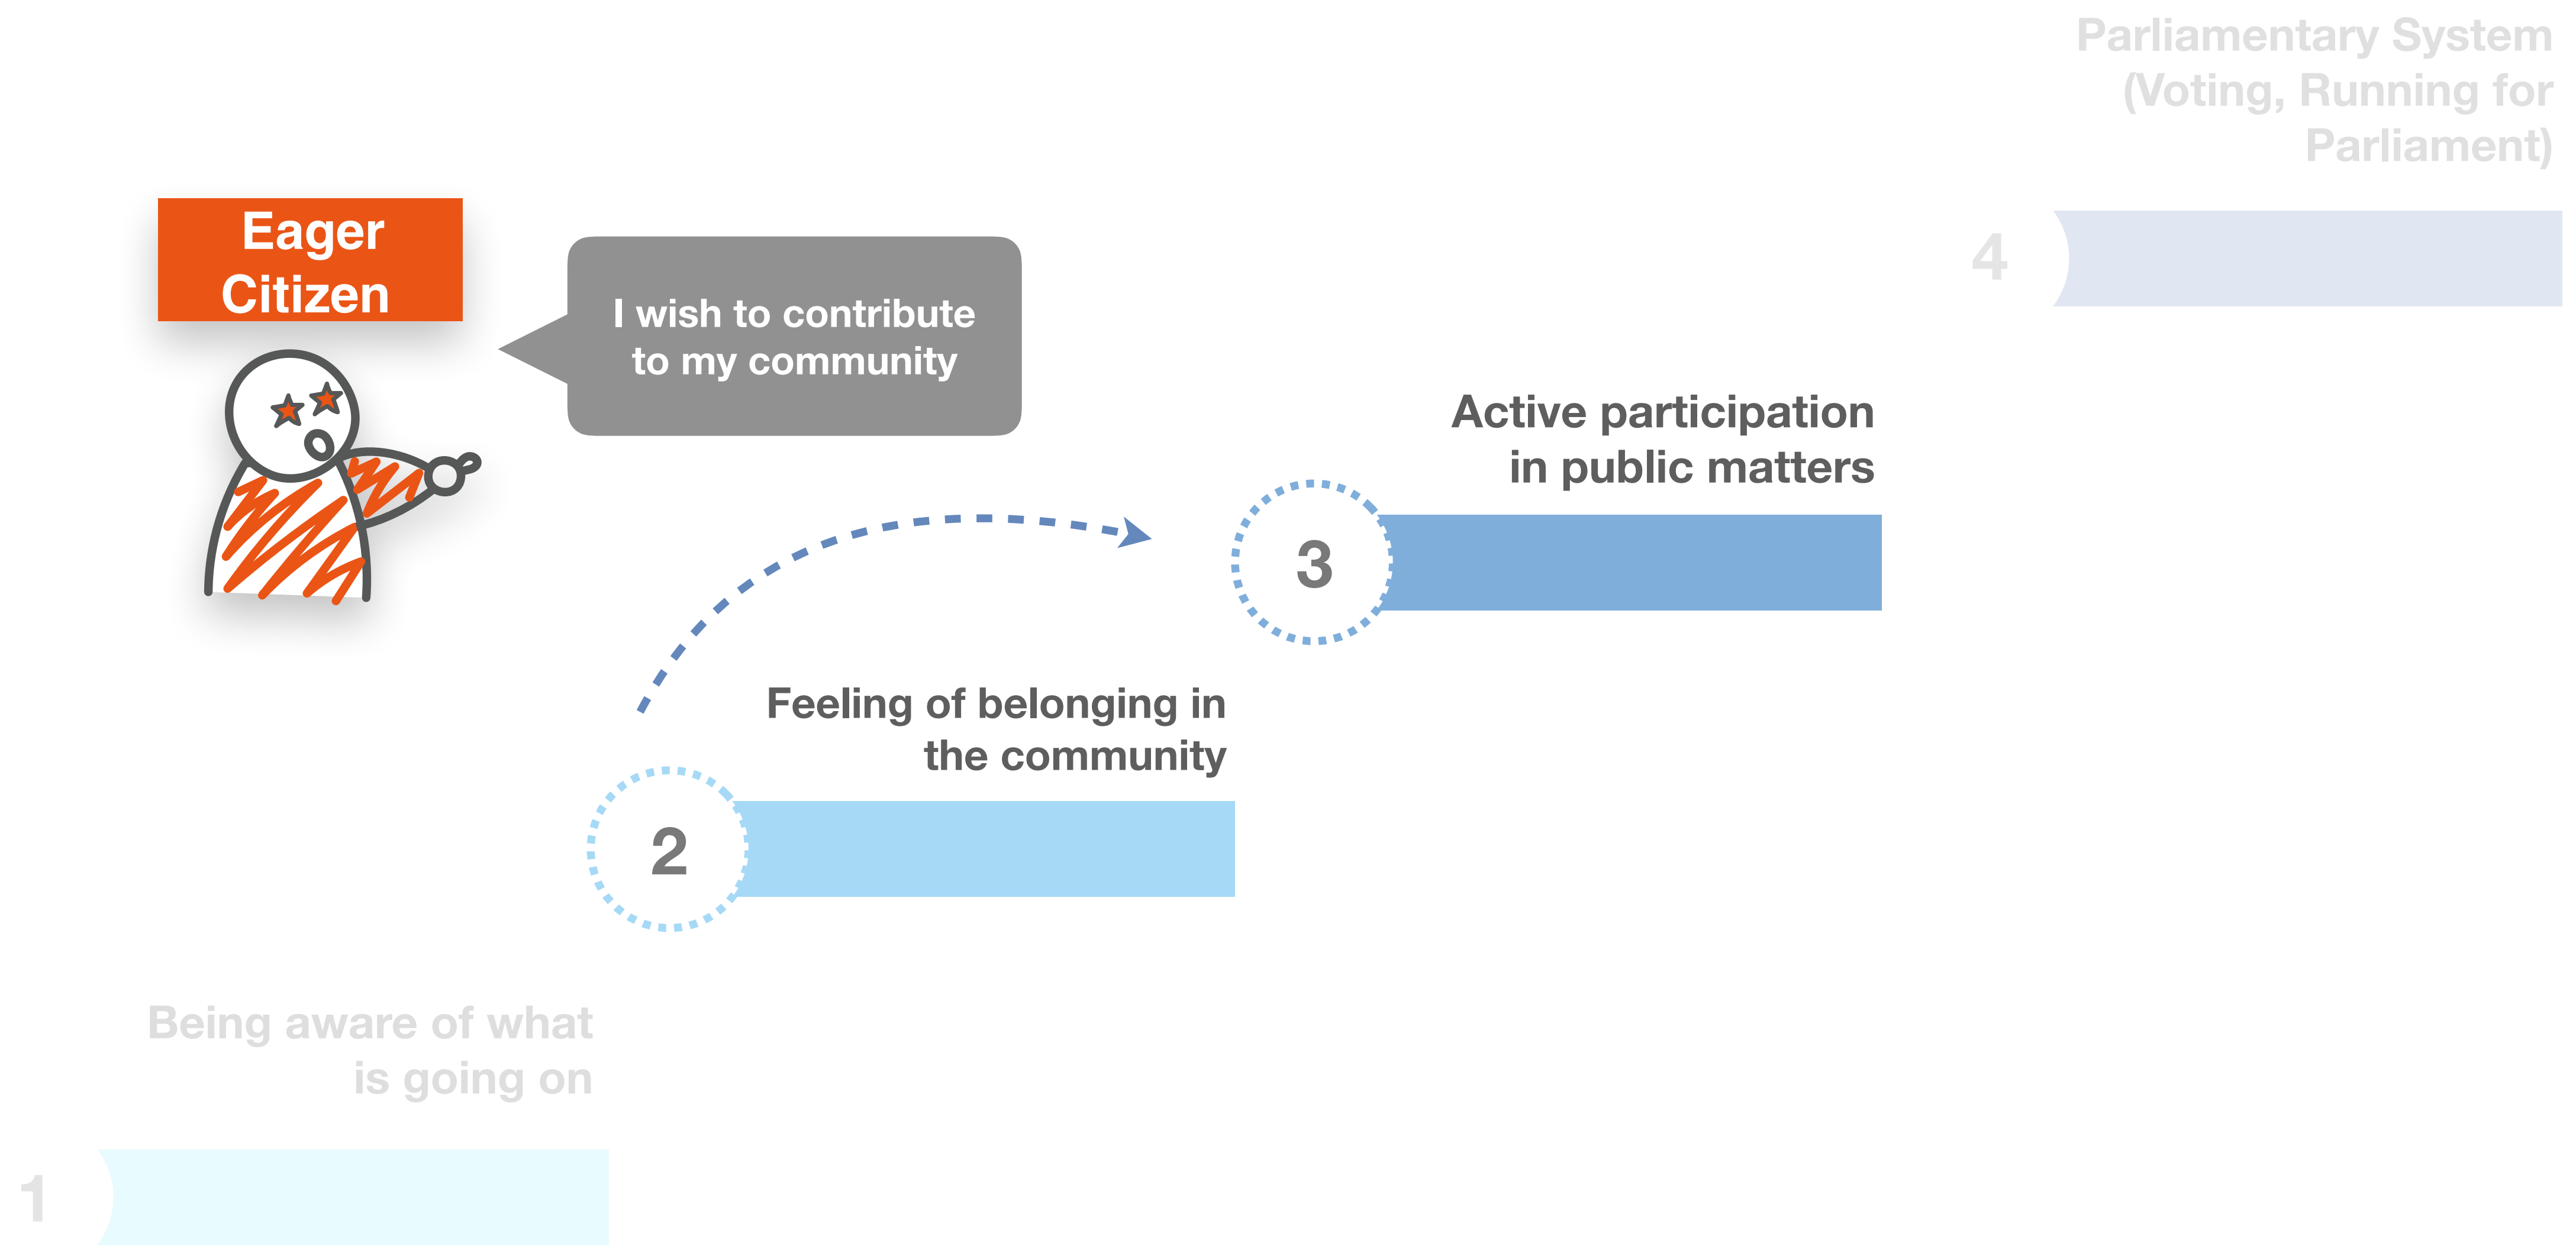 Parliamentary System
(Voting, Running for
Parliament)
4
Eager
Citizen
I wish to contribute
to my community
Active participation
in public matters
3
Feeling of belonging in
the community
2
Being aware of what
is going on
1